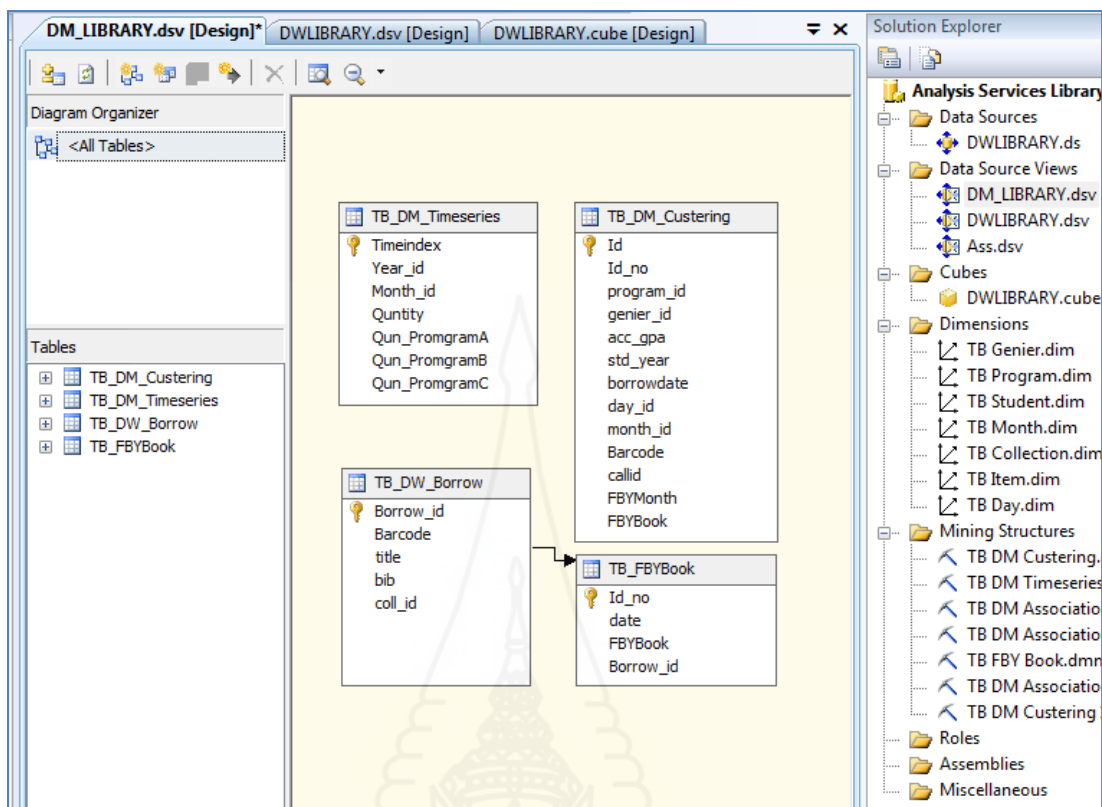 DM_LIBRARY.dsv [Design]*
DWLIBRARY.dsv [Design]
DWLIBRARY.cube [Design]
Diagram Organizer
<All Tables>
Tables
TB_DM_Custering
TB_DM_Timeseries
TB_DW_Borrow
TB_FBYBook
TB_DM_Timeseries
Timeindex
Year_id
Month_id
Quntity
Qun_PromgramA
Qun_PromgramB
Qun_PromgramC
TB_DM_Custering
Id
Id_no
program_id
genier_id
acc_gpa
std_year
borrowdate
day_id
month_id
Barcode
callid
FBYMonth
FBYBook
TB_DW_Borrow
Borrow_id
Barcode
title
bib
coll_id
TB_FBYBook
Id_no
date
FBYBook
Borrow_id
Solution Explorer
Analysis Services Library
Data Sources
DWLIBRARY.ds
Data Source Views
DM_LIBRARY.dsv
DWLIBRARY.dsv
Ass.dsv
Cubes
DWLIBRARY.cube
Dimensions
TB Genier.dim
TB Program.dim
TB Student.dim
TB Month.dim
TB Collection.dim
TB Item.dim
TB Day.dim
Mining Structures
TB DM Custering.
TB DM Timeseries
TB DM Associatio
TB DM Associatio
TB FBY Book.dmn
TB DM Associatio
TB DM Custering
Roles
Assemblies
Miscellaneous